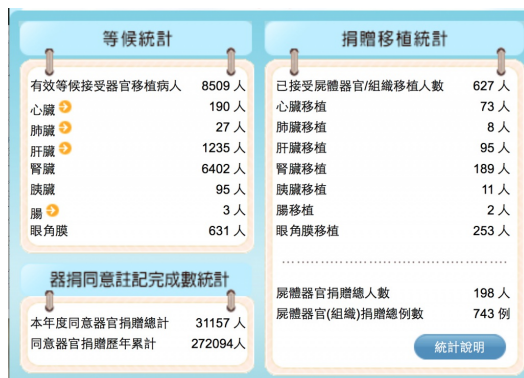 等候統計
有效等候接受器官移植病人 8509 人
心臟 190 人
肺臟 27 人
肝臟 1235 人
腎臟 6402 人
胰臟 95 人
腸 3 人
眼角膜 631 人
器捐同意註記完成數統計
本年度同意器官捐贈總計 31157 人
同意器官捐贈歷年累計 272094人
捐贈移植統計
已接受屍體器官/組織移植人數 627 人
心臟移植 73 人
肺臟移植 8 人
肝臟移植 95 人
腎臟移植 189 人
胰臟移植 11 人
腸移植 2 人
眼角膜移植 253 人
屍體器官捐贈總人數 198 人
屍體器官(組織)捐贈總例數 743 例
統計說明